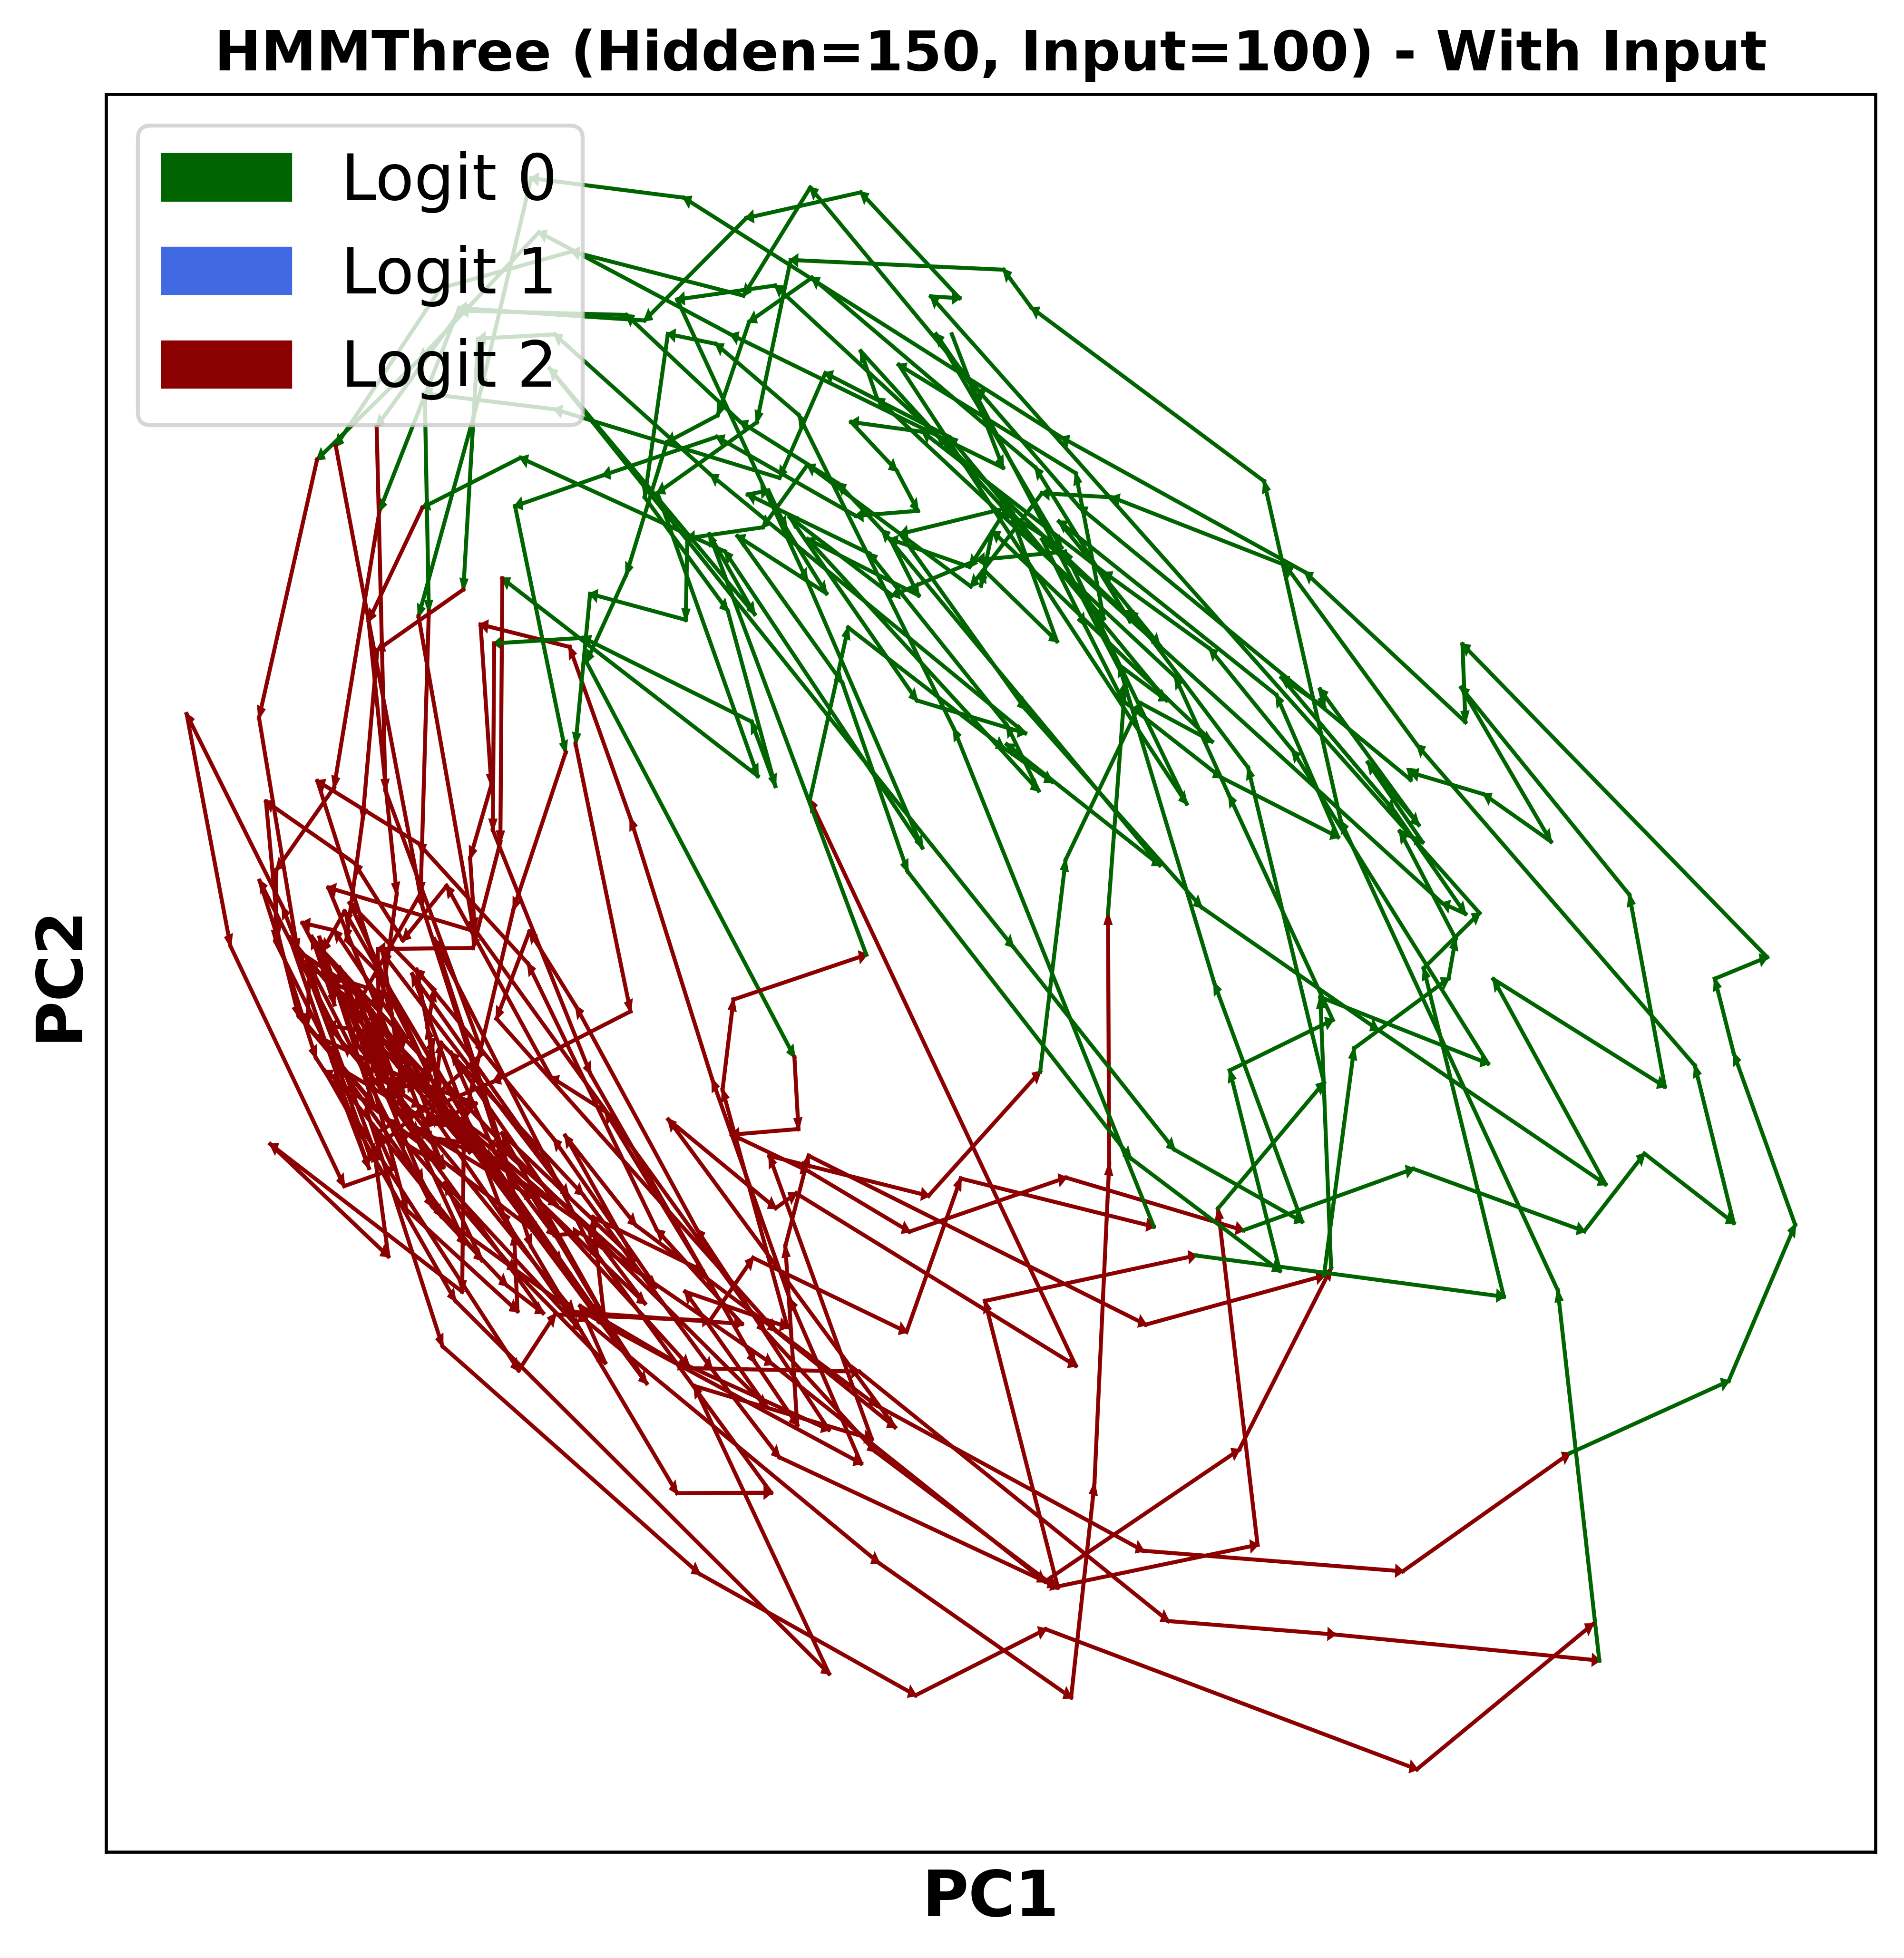 HMMThree (Hidden=150, Input=100) - With Input
Logit 0
Logit 1
Logit 2
PC2
PC1